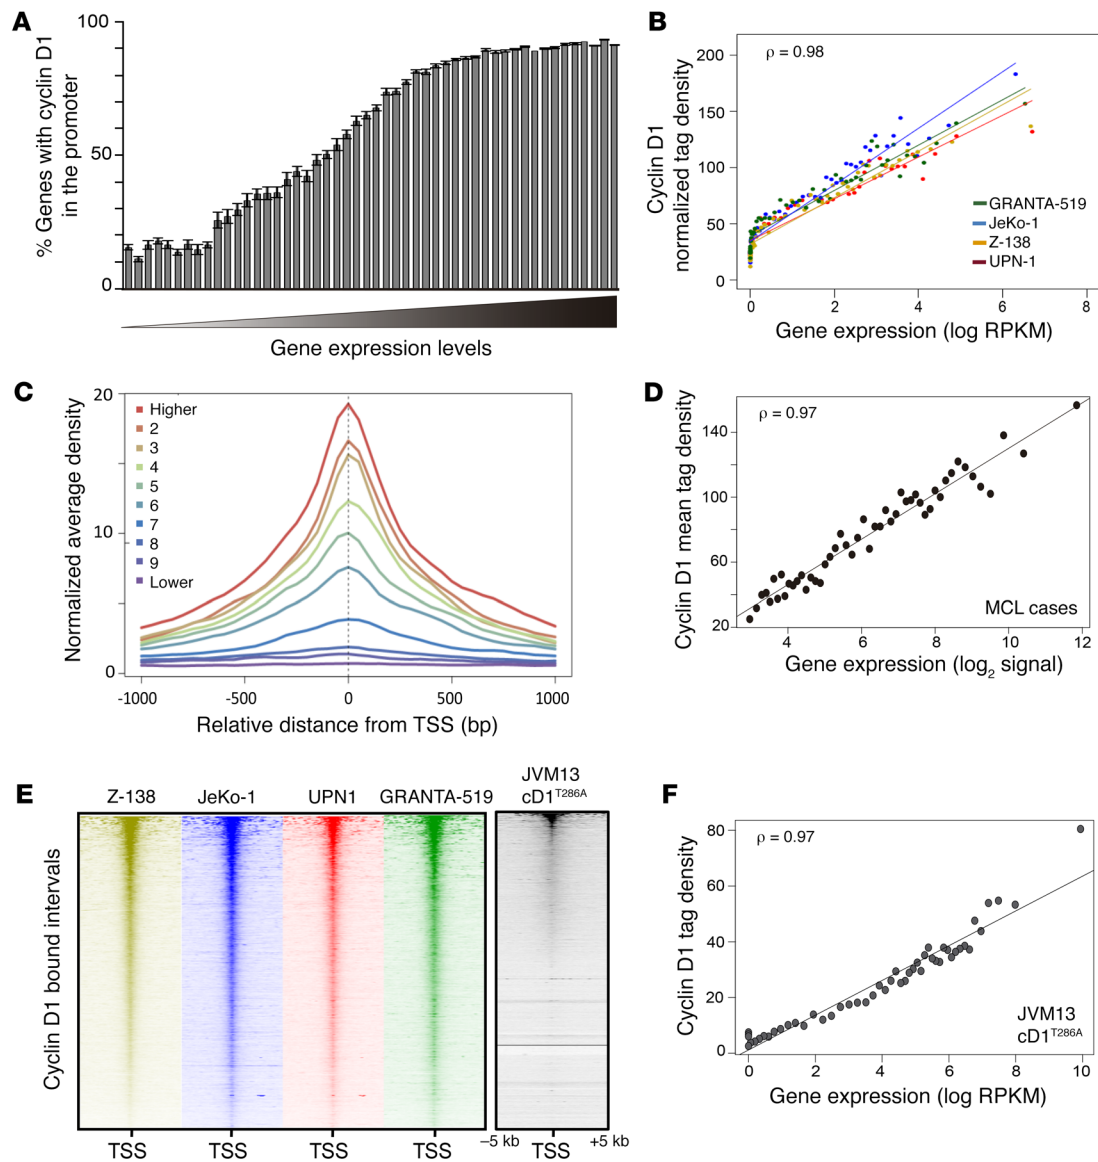 A
% Genes with cyclin D1
in the promoter
100
50
0
Gene expression levels
B
Cyclin D1
normalized tag density
200
150
100
50
0
ρ = 0.98
GRANTA-519
JeKo-1
Z-138
UPN-1
0 2 4 6 8
Gene expression (log RPKM)
C
Normalized average density
20
10
0
Higher
2
3
4
5
6
7
8
9
Lower
-1000 -500 0 500 1000
Relative distance from TSS (bp)
D
Cyclin D1 mean tag density
140
100
60
20
ρ = 0.97
MCL cases
4 6 8 10 12
Gene expression (log2 signal)
E
Cyclin D1 bound intervals
Z-138 JeKo-1 UPN1 GRANTA-519
JVM13
cD1T286A
TSS TSS TSS TSS
−5 kb TSS +5 kb
F
Cyclin D1 tag density
80
60
40
20
0
ρ = 0.97
JVM13
cD1T286A
0 2 4 6 8 10
Gene expression (log RPKM)